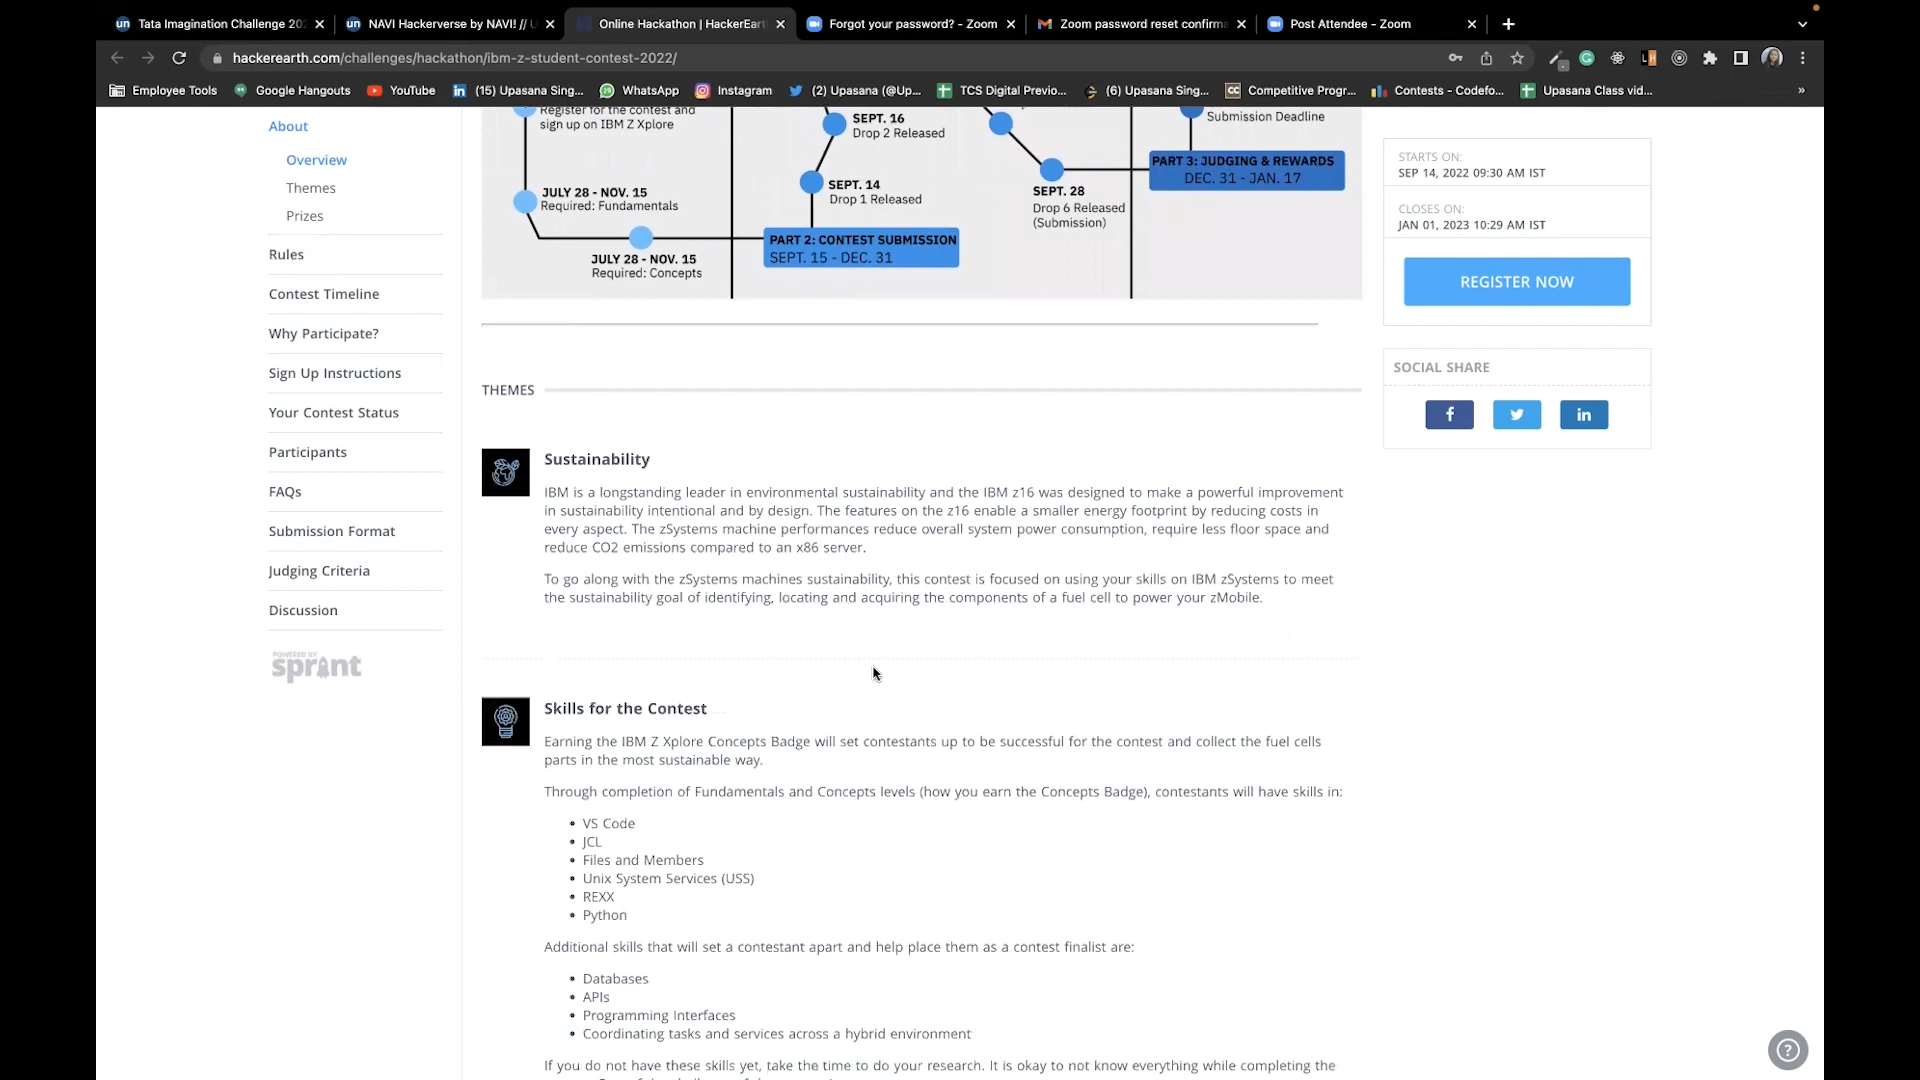 Tata Imagination Challenge 202
NAVI Hackerverse by NAVI! // U
Online Hackathon | HackerEart
Forgot your password? - Zoom
Zoom password reset confirma
Post Attendee - Zoom
hackerearth.com/challenges/hackathon/ibm-z-student-contest-2022/
Employee Tools
Google Hangouts
YouTube
(15) Upasana Sing...
WhatsApp
Instagram
(2) Upasana (@Up...
TCS Digital Previo...
(6) Upasana Sing...
Competitive Progr...
Contests - Codefo...
Upasana Class vid...
»
About
Overview
Themes
Prizes
Rules
Contest Timeline
Why Participate?
Sign Up Instructions
Your Contest Status
Participants
FAQs
Submission Format
Judging Criteria
Discussion
POWERED BY
sprint
Register for the contest and
sign up on IBM Z Xplore
JULY 28 - NOV. 15
Required: Fundamentals
JULY 28 - NOV. 15
Required: Concepts
SEPT. 16
Drop 2 Released
SEPT. 14
Drop 1 Released
PART 2: CONTEST SUBMISSION
SEPT. 15 - DEC. 31
SEPT. 28
Drop 6 Released
(Submission)
Submission Deadline
PART 3: JUDGING & REWARDS
DEC. 31 - JAN. 17
THEMES
Sustainability
IBM is a longstanding leader in environmental sustainability and the IBM z16 was designed to make a powerful improvement
in sustainability intentional and by design. The features on the z16 enable a smaller energy footprint by reducing costs in
every aspect. The zSystems machine performances reduce overall system power consumption, require less floor space and
reduce CO2 emissions compared to an x86 server.
To go along with the zSystems machines sustainability, this contest is focused on using your skills on IBM zSystems to meet
the sustainability goal of identifying, locating and acquiring the components of a fuel cell to power your zMobile.
Skills for the Contest
Earning the IBM Z Xplore Concepts Badge will set contestants up to be successful for the contest and collect the fuel cells
parts in the most sustainable way.
Through completion of Fundamentals and Concepts levels (how you earn the Concepts Badge), contestants will have skills in:
• VS Code
• JCL
• Files and Members
• Unix System Services (USS)
• REXX
• Python
Additional skills that will set a contestant apart and help place them as a contest finalist are:
• Databases
• APIs
• Programming Interfaces
• Coordinating tasks and services across a hybrid environment
If you do not have these skills yet, take the time to do your research. It is okay to not know everything while completing the
STARTS ON:
SEP 14, 2022 09:30 AM IST
CLOSES ON:
JAN 01, 2023 10:29 AM IST
REGISTER NOW
SOCIAL SHARE